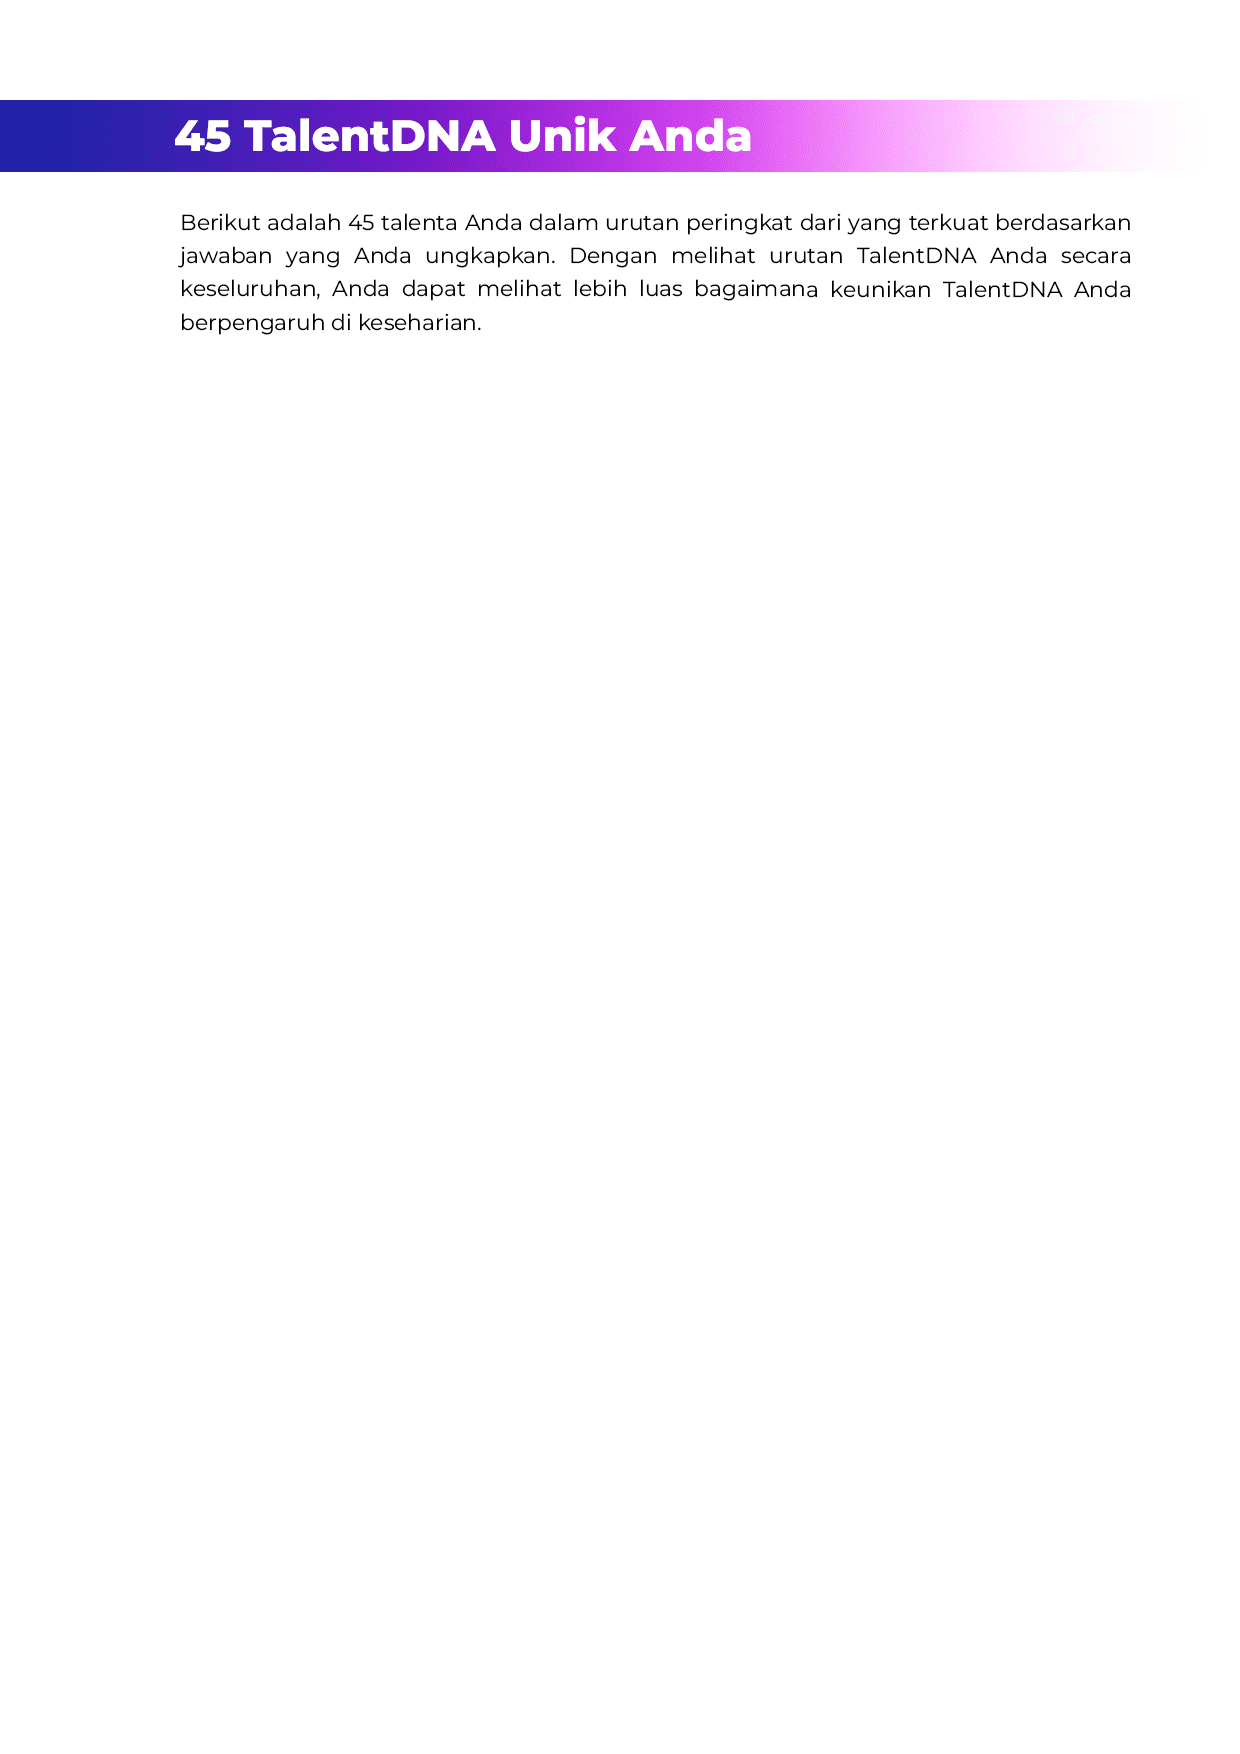 45 TalentDNA Unik Anda
Berikut adalah 45 talenta Anda dalam urutan peringkat dari yang terkuat berdasarkan
jawaban yang Anda ungkapkan. Dengan melihat urutan TalentDNA Anda secara
keseluruhan, Anda dapat melihat lebih luas bagaimana keunikan TalentDNA Anda
berpengaruh di keseharian.